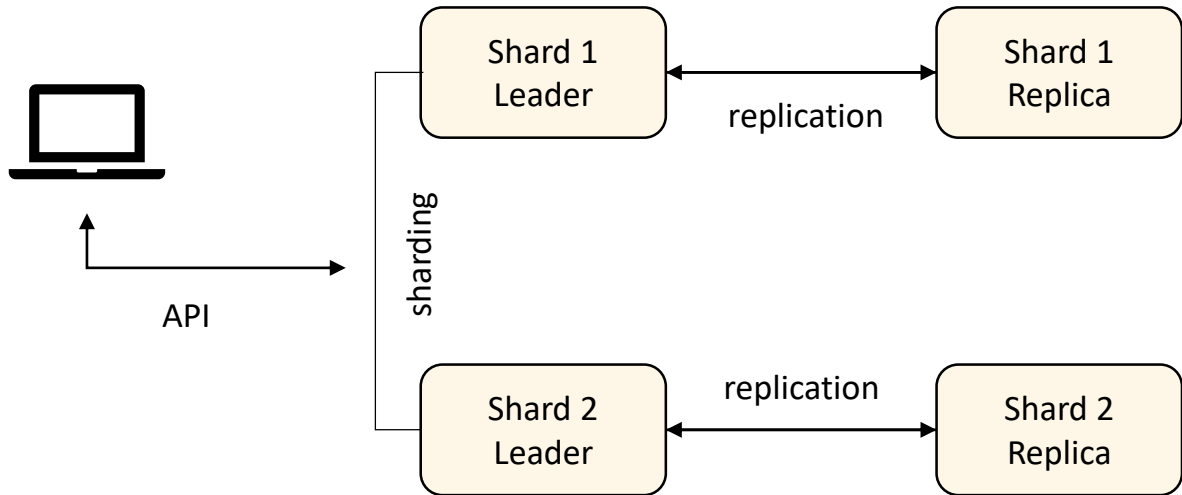 Shard 1
Leader
replication
Shard 1
Replica
sharding
API
Shard 2
Leader
replication
Shard 2
Replica